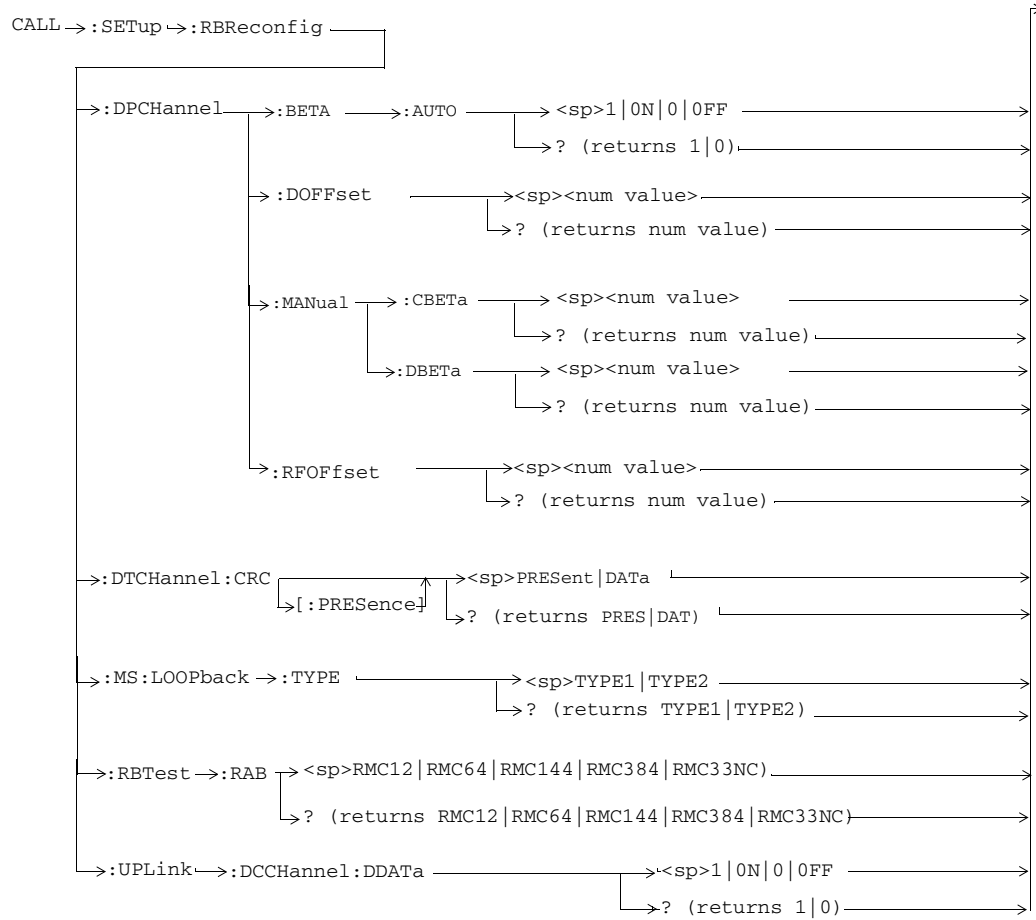 CALL :SETup :RBReconfig
:DPCHannel :BETA :AUTO <sp>1|0N|0|0FF
? (returns 1|0)
:DOFFset <sp><num value>
? (returns num value)
:MANual :CBETa <sp><num value>
? (returns num value)
:DBETa <sp><num value>
? (returns num value)
:RFOFfset <sp><num value>
? (returns num value)
:DTCHannel:CRC <sp>PRESent|DATa
[:PRESence] ? (returns PRES|DAT)
:MS:LOOPback :TYPE <sp>TYPE1|TYPE2
? (returns TYPE1|TYPE2)
:RBTest :RAB <sp>RMC12|RMC64|RMC144|RMC384|RMC33NC)
? (returns RMC12|RMC64|RMC144|RMC384|RMC33NC)
:UPLink :DCCHannel:DDATa <sp>1|0N|0|0FF
? (returns 1|0)